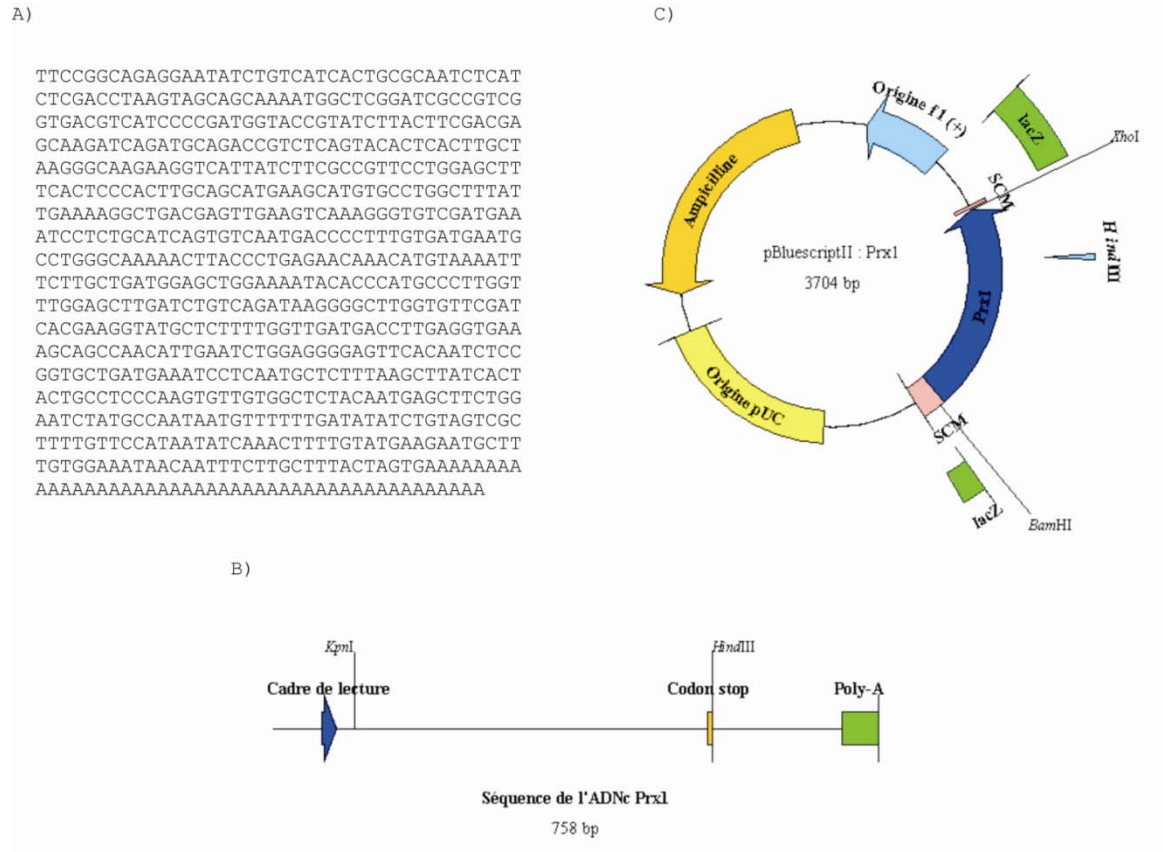 A)
TTCCGGCAGAGGAATATCTGTCATCACTGCGCAATCTCAT
CTCGACCTAAGTAGCAGCAAAATGGCTCGGATCGCCGTCG
GTGACGTCATCCCCGATGGTACCGTATCTTACTTCGACGA
GCAAGATCAGATGCAGACCGTCTCAGTACACTCACTTGCT
AAGGGCAAGAAGGTCATTATCTTCGCCGTTCCTGGAGCTT
TCACTCCCACTTGCAGCATGAAGCATGTGCCTGGCTTTAT
TGAAAAGGCTGACGAGTTGAAGTCAAAGGGTGTCGATGAA
ATCCTCTGCATCAGTGTCAATGACCCCTTTGTGATGAATG
CCTGGGCAAAAACTTACCCTGAGAACAAACATGTAAAATT
TCTTGCTGATGGAGCTGGAAAATACACCCATGCCCTTGGT
TTGGAGCTTGATCTGTCAGATAAGGGGCTTGGTGTTCGAT
CACGAAGGTATGCTCTTTTGGTTGATGACCTTGAGGTGAA
AGCAGCCAACATTGAATCTGGAGGGGAGTTCACAATCTCC
GGTGCTGATGAAATCCTCAATGCTCTTTAAGCTTATCACT
ACTGCCTCCCAAGTGTTGTGGCTCTACAATGAGCTTCTGG
AATCTATGCCCAATAATGTTTTTTGATATATCTGTAGTCGC
TTTTGTTCCATAATATCAAACTTTTGTATGAAGAATGCTT
TGTGGAAATAACAATTTCTTGCTTTACTAGTGAAAAAAAA
AAAAAAAAAAAAAAAAAAAAAAAAAAAAAAAAAAAAA
C)
Origine f1 (+)
lacZ
XhoI
SCM
Ampicilline
HindIII
pBluescriptII : Prx1
3704 bp
Prx1
Origine pUC
SCM
lacZ
BamHI
B)
KpnI
HindIII
Cadre de lecture
Codon stop
Poly-A
Séquence de l'ADNc Prx1
758 bp